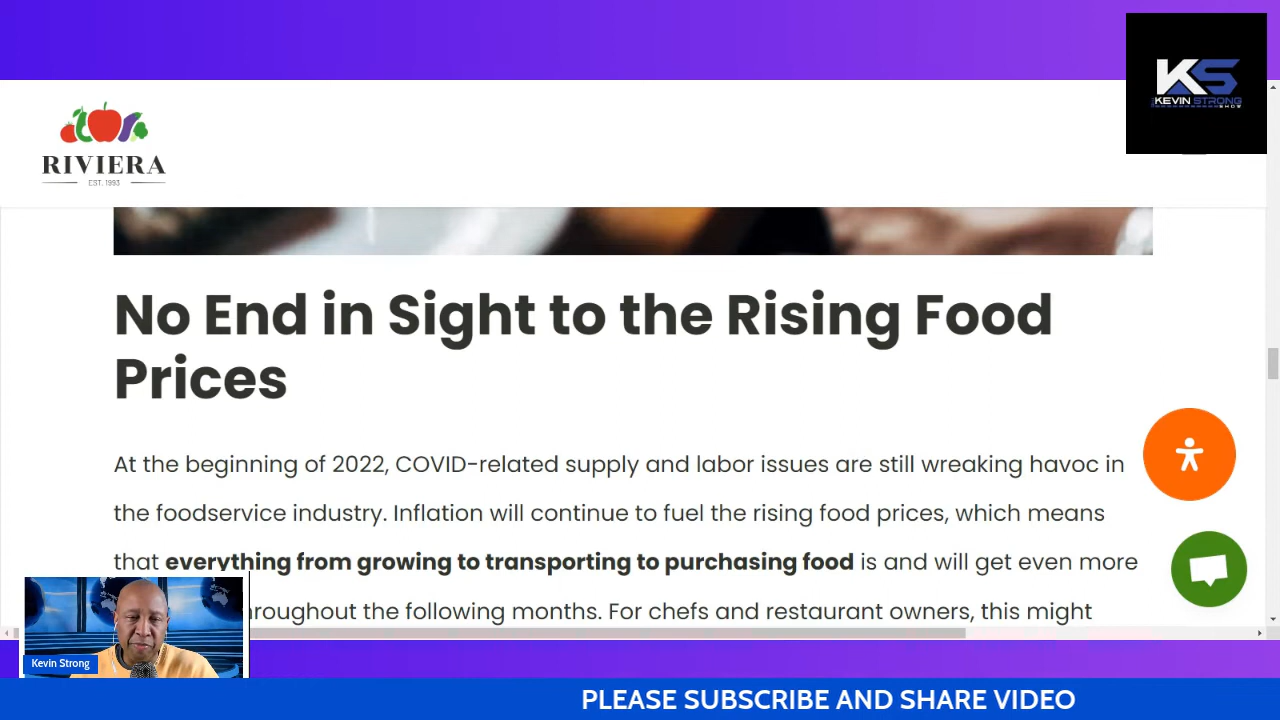 KS
KEVIN STRONG
SHOW
RIVIERA
EST. 1993
No End in Sight to the Rising Food
Prices
At the beginning of 2022, COVID-related supply and labor issues are still wreaking havoc in
the foodservice industry. Inflation will continue to fuel the rising food prices, which means
that everything from growing to transporting to purchasing food is and will get even more
throughout the following months. For chefs and restaurant owners, this might
Kevin Strong
PLEASE SUBSCRIBE AND SHARE VIDEO